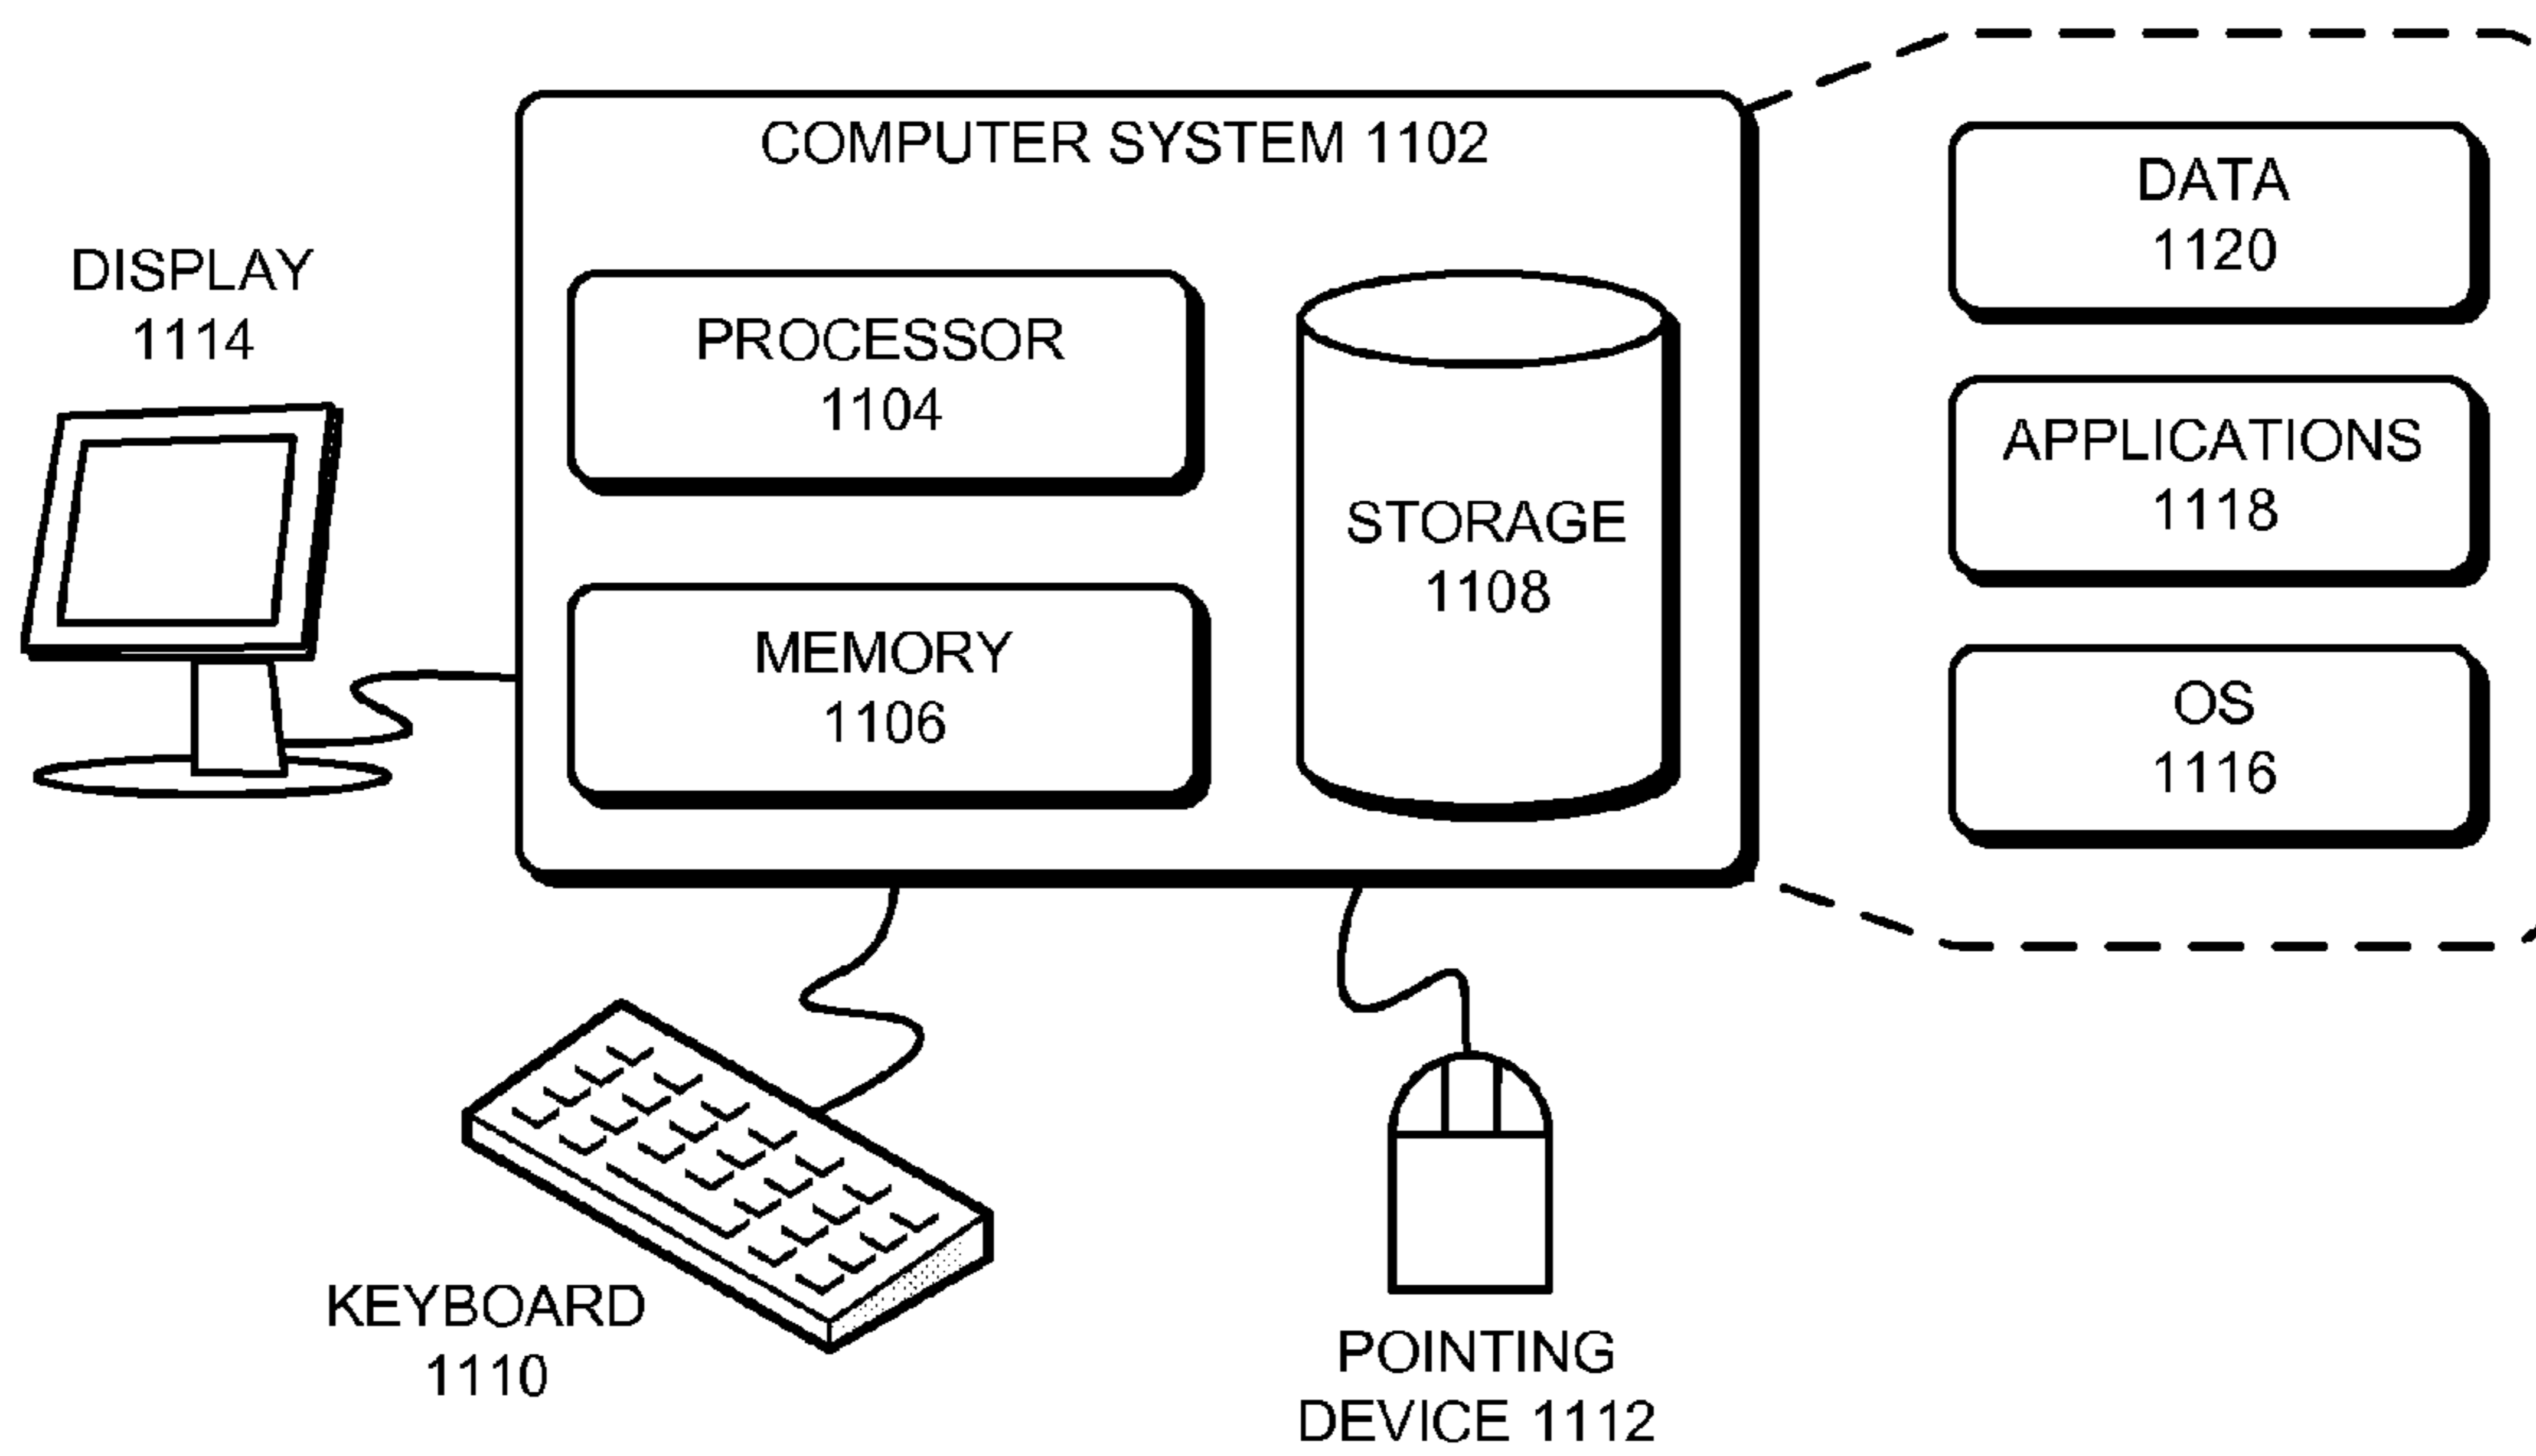 COMPUTER SYSTEM 1102
DISPLAY
1114
PROCESSOR
1104
MEMORY
1106
STORAGE
1108
DATA
1120
APPLICATIONS
1118
OS
1116
KEYBOARD
1110
POINTING
DEVICE 1112